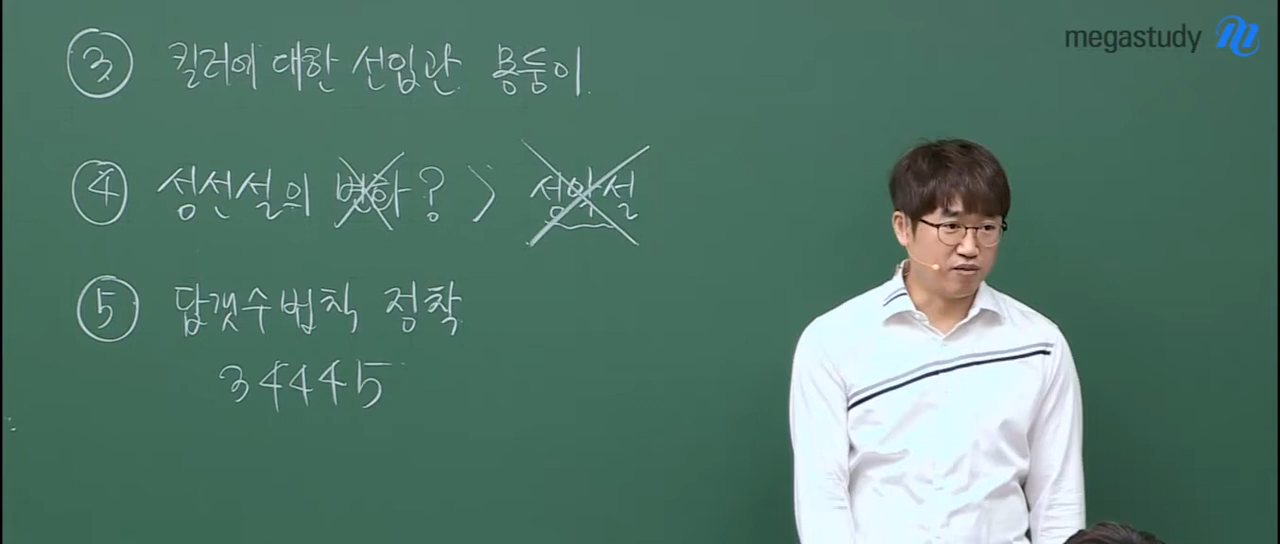 megastudy
③ 킬러에 대한 선입관 몽둥이
④ 성선설의 변화? > 성악설
⑤ 답갯수법칙 정착
34445